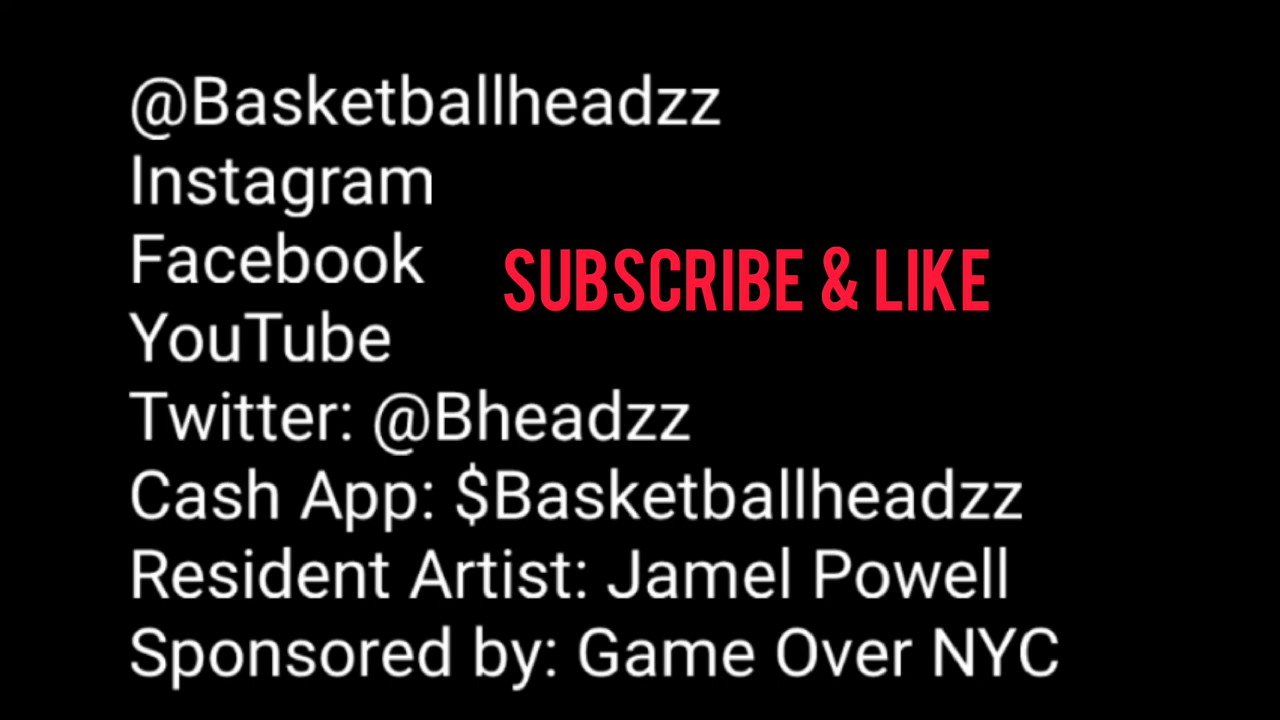 @Basketballheadzz
Instagram
Facebook
SUBSCRIBE & LIKE
YouTube
Twitter: @Bheadzz
Cash App: $Basketballheadzz
Resident Artist: Jamel Powell
Sponsored by: Game Over NYC